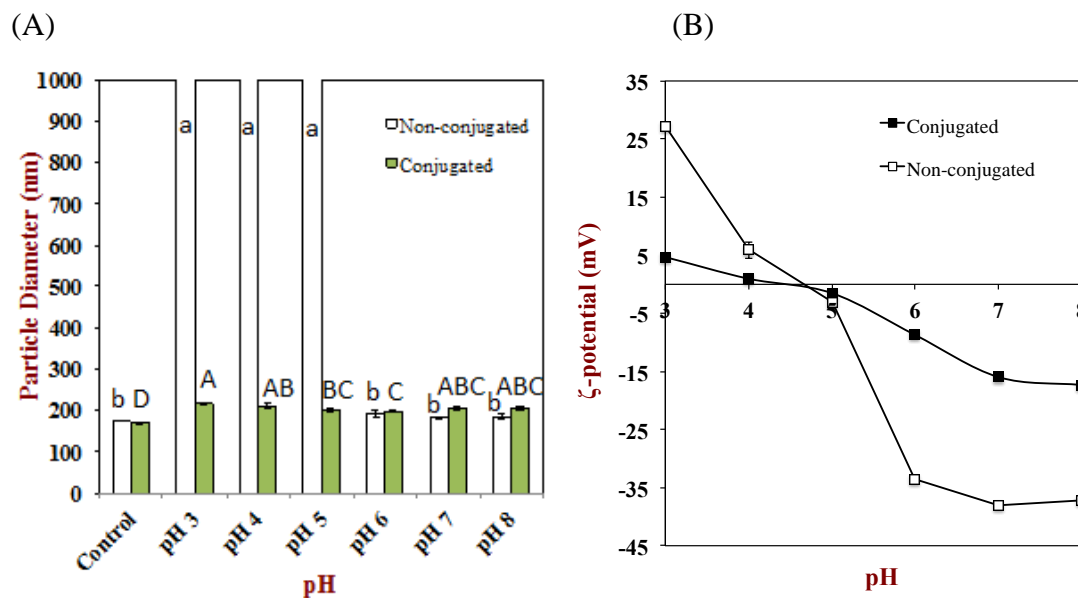 (A)
(B)
Particle Diameter (nm)
1000
900
800
700
600
500
400
300
200
100
0
a a a
Non-conjugated
Conjugated
b D A AB BC b C b ABC b ABC
Control pH 3 pH 4 pH 5 pH 6 pH 7 pH 8
pH
ζ-potential (mV)
35
25
15
5
-5
-15
-25
-35
-45
Conjugated
Non-conjugated
3 4 5 6 7 8
pH